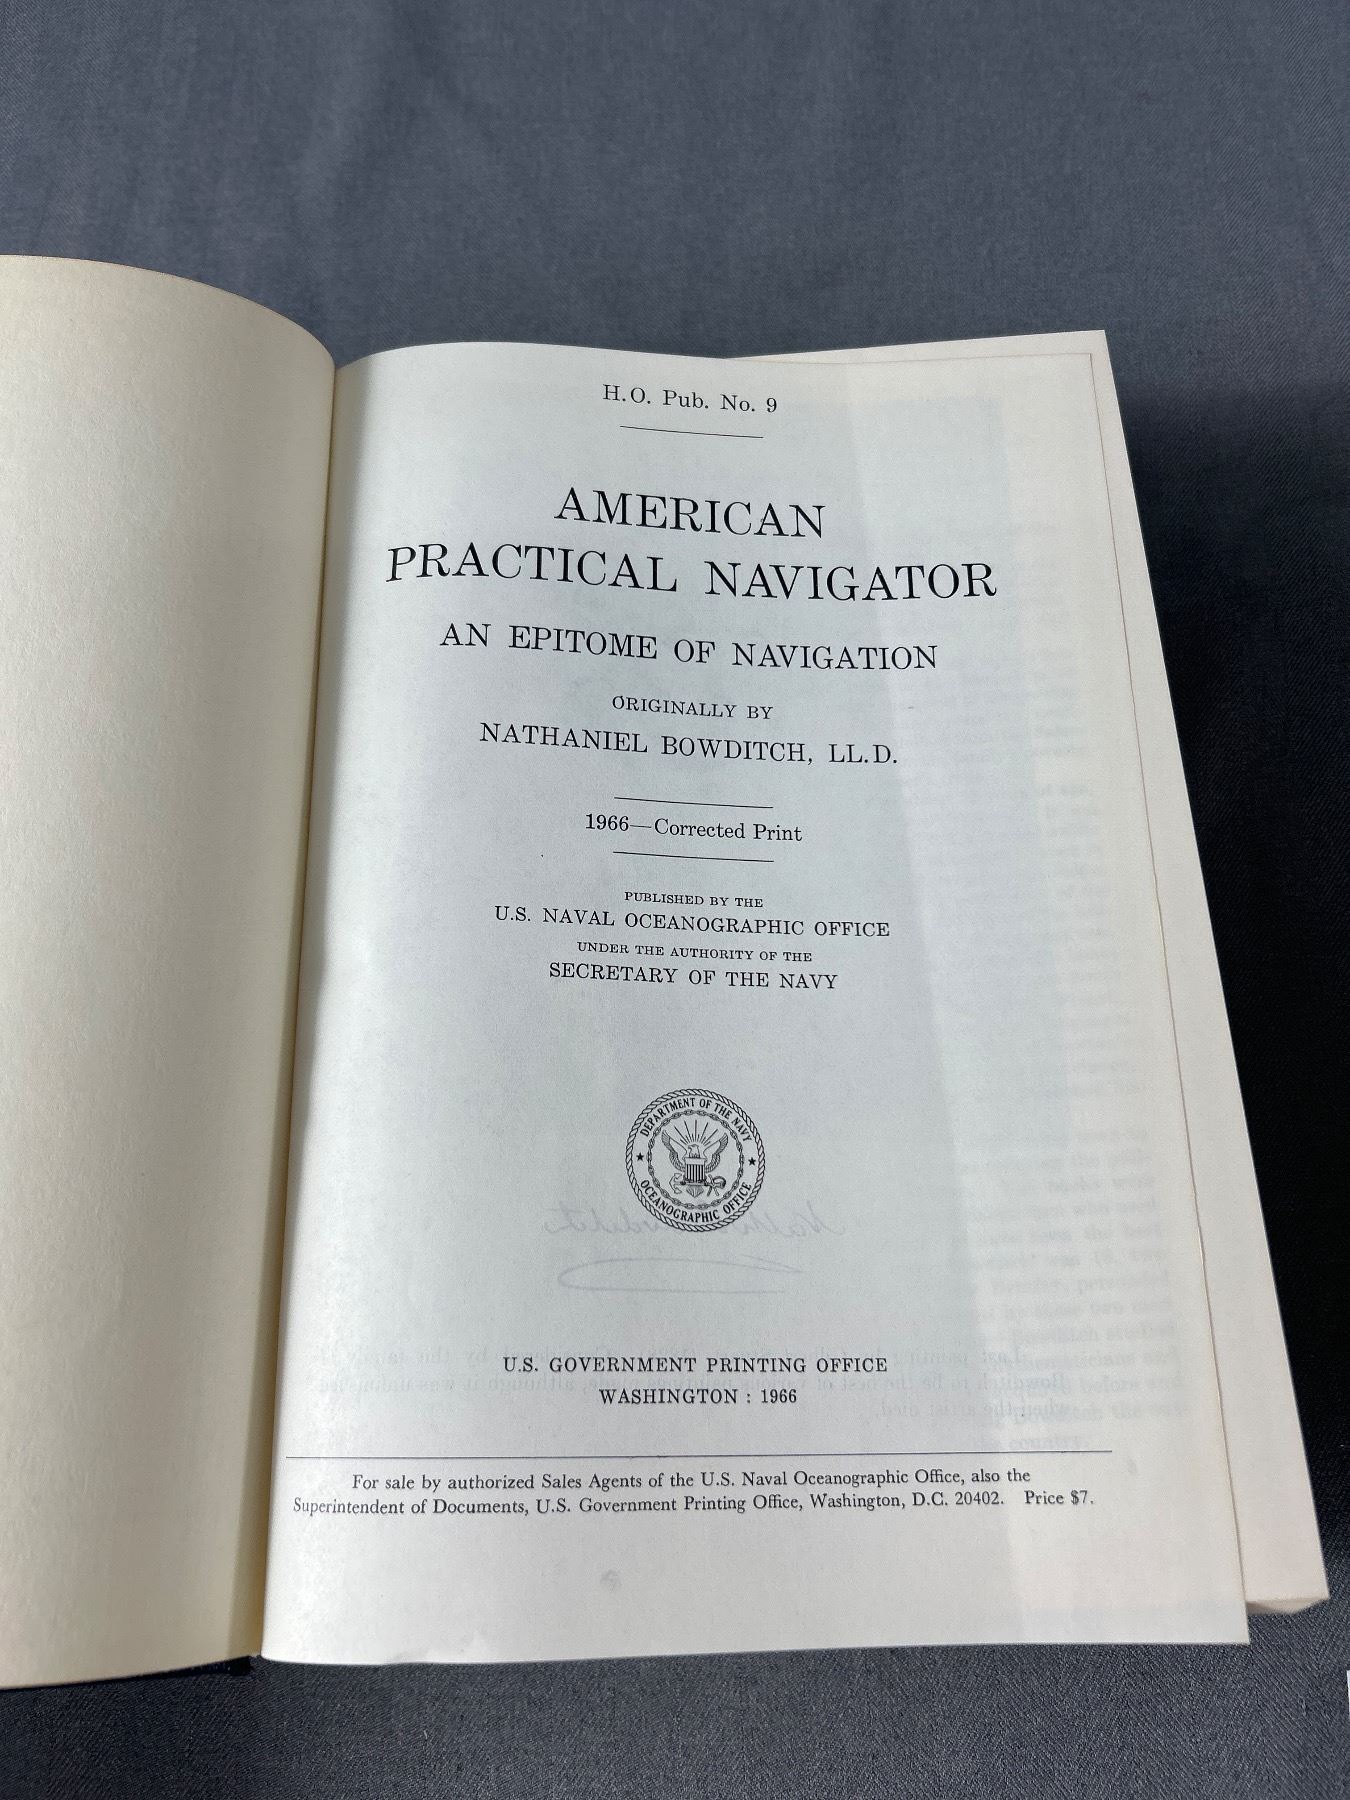 H.O. Pub. No. 9
AMERICAN
PRACTICAL NAVIGATOR
AN EPITOME OF NAVIGATION
ORIGINALLY BY
NATHANIEL BOWDITCH, LL.D.
1966—Corrected Print
PUBLISHED BY THE
U.S. NAVAL OCEANOGRAPHIC OFFICE
UNDER THE AUTHORITY OF THE
SECRETARY OF THE NAVY
DEPARTMENT OF THE NAVY
OCEANOGRAPHIC OFFICE
U.S. GOVERNMENT PRINTING OFFICE
WASHINGTON : 1966
For sale by authorized Sales Agents of the U.S. Naval Oceanographic Office, also the
Superintendent of Documents, U.S. Government Printing Office, Washington, D.C. 20402. Price $7.